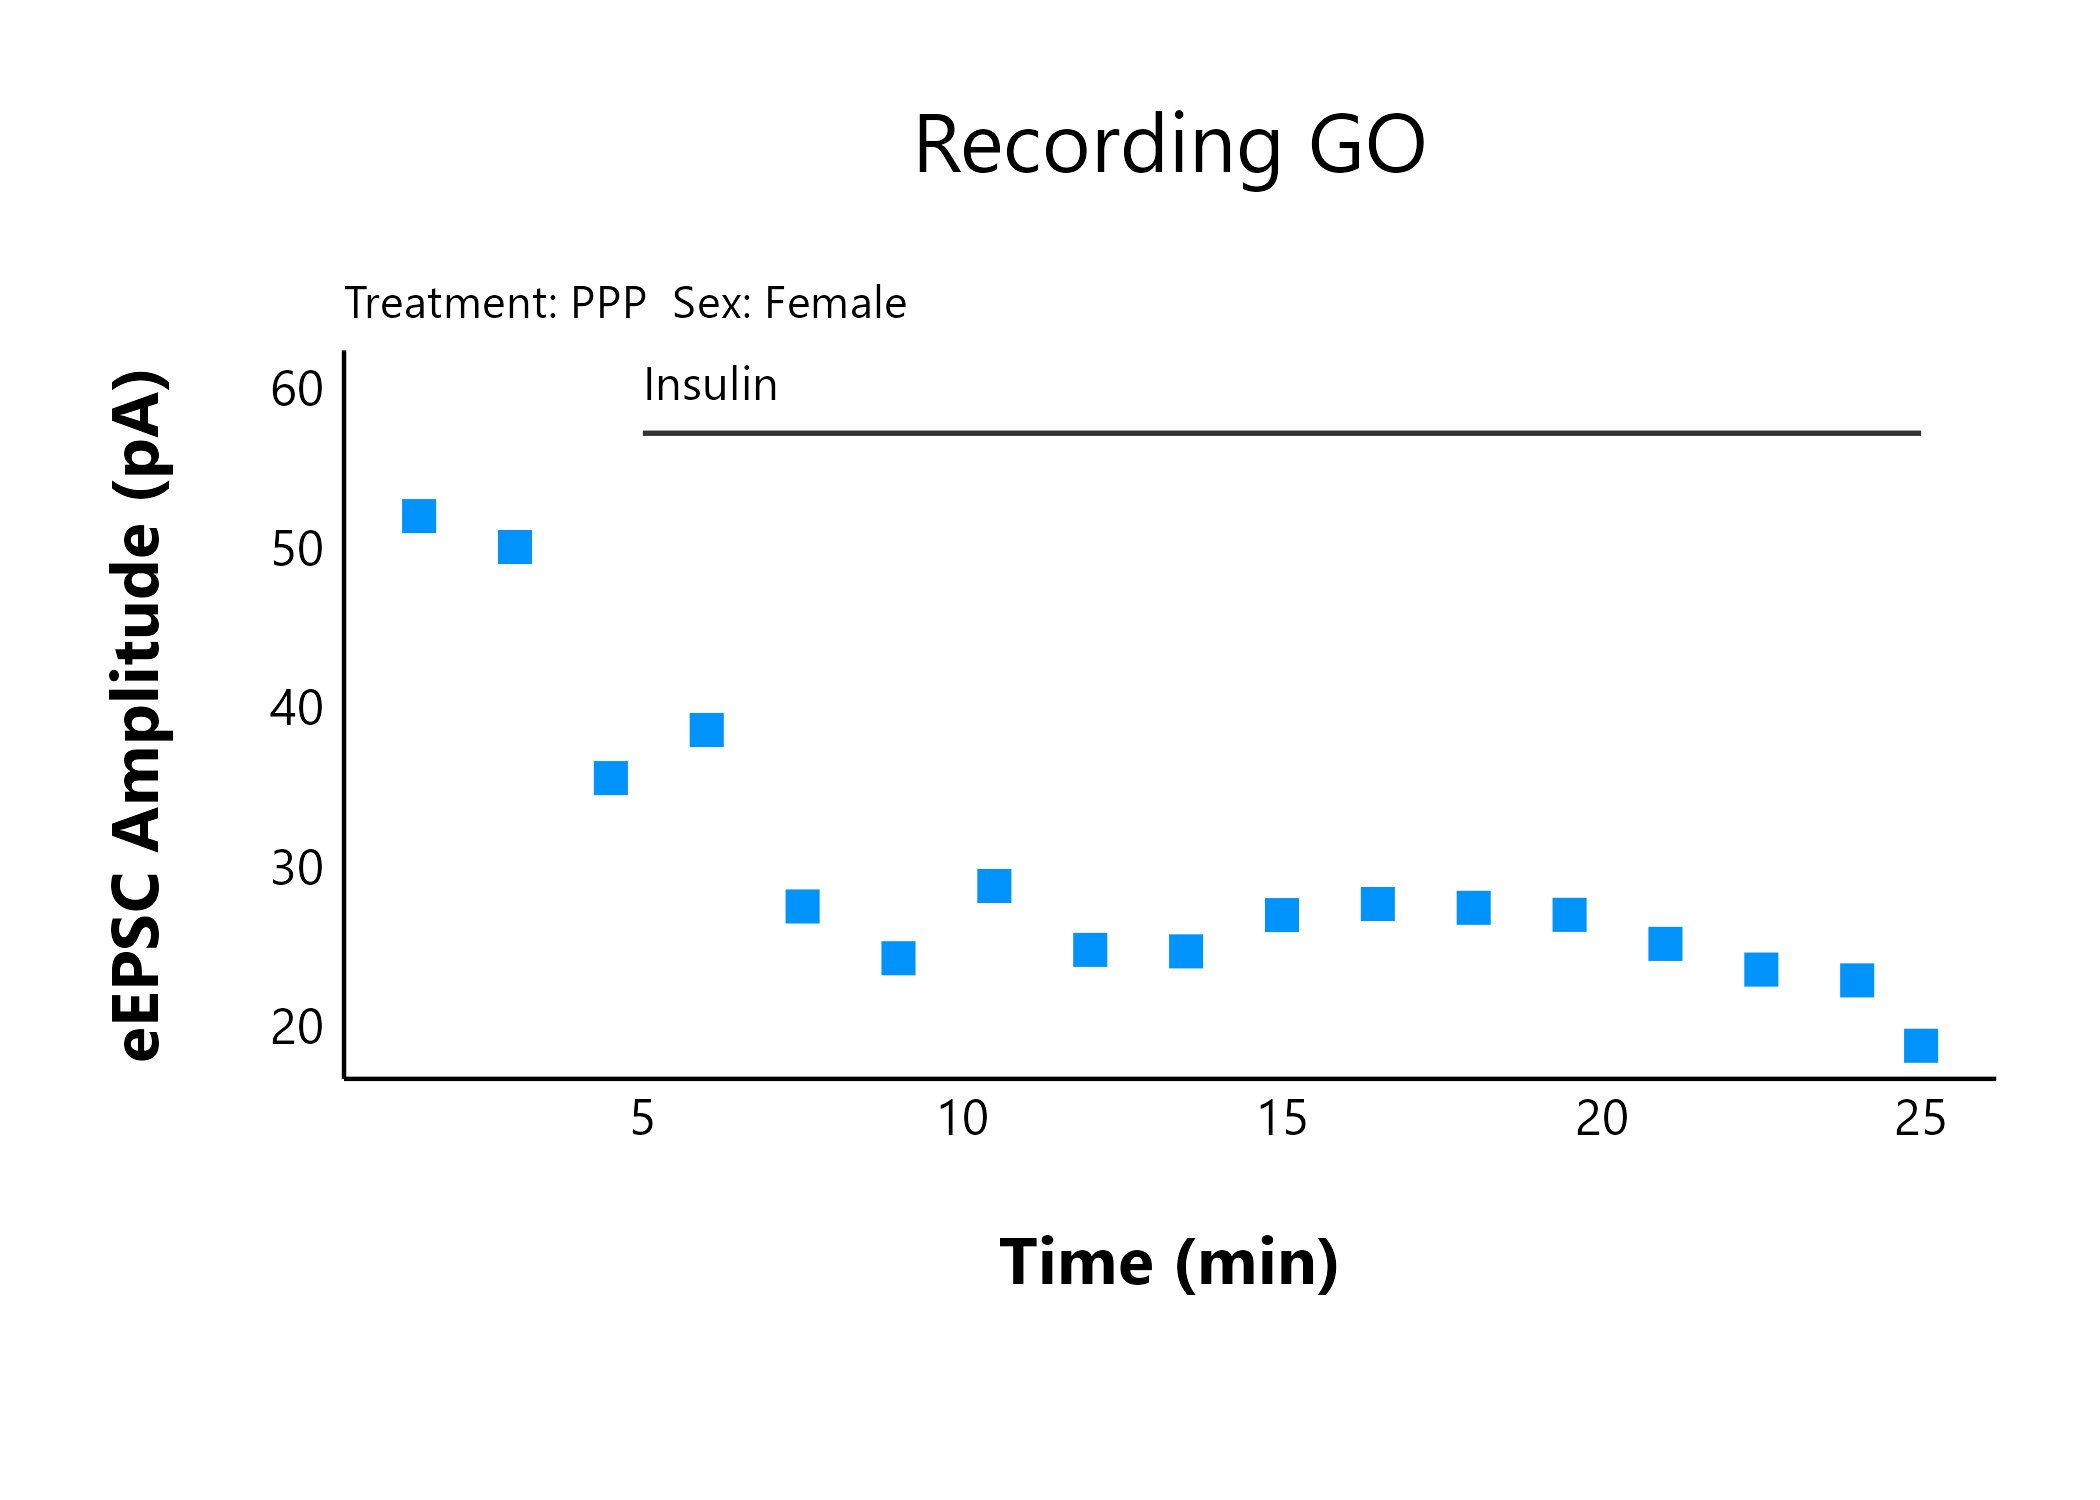 Recording GO
Treatment: PPP  Sex: Female
Insulin
eEPSC Amplitude (pA)
60
50
40
30
20
5 10 15 20 25
Time (min)